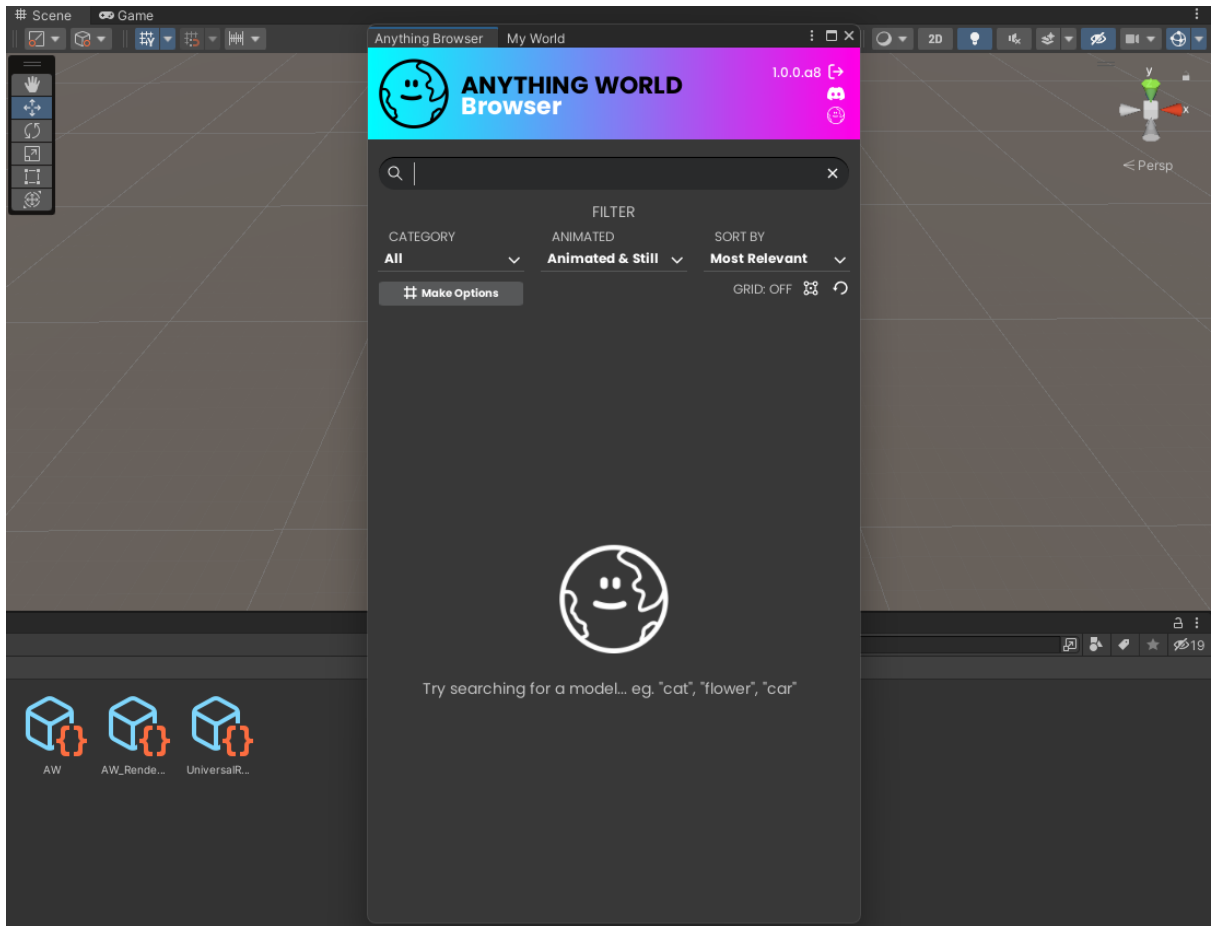 Scene Game
Anything Browser My World
2D
ANYTHING WORLD
Browser
1.0.0.a8
y
x
Persp
FILTER
CATEGORY ANIMATED SORT BY
All Animated & Still Most Relevant
Make Options GRID: OFF
19
Try searching for a model... eg. "cat", "flower", "car"
AW AW_Rende... UniversalR...